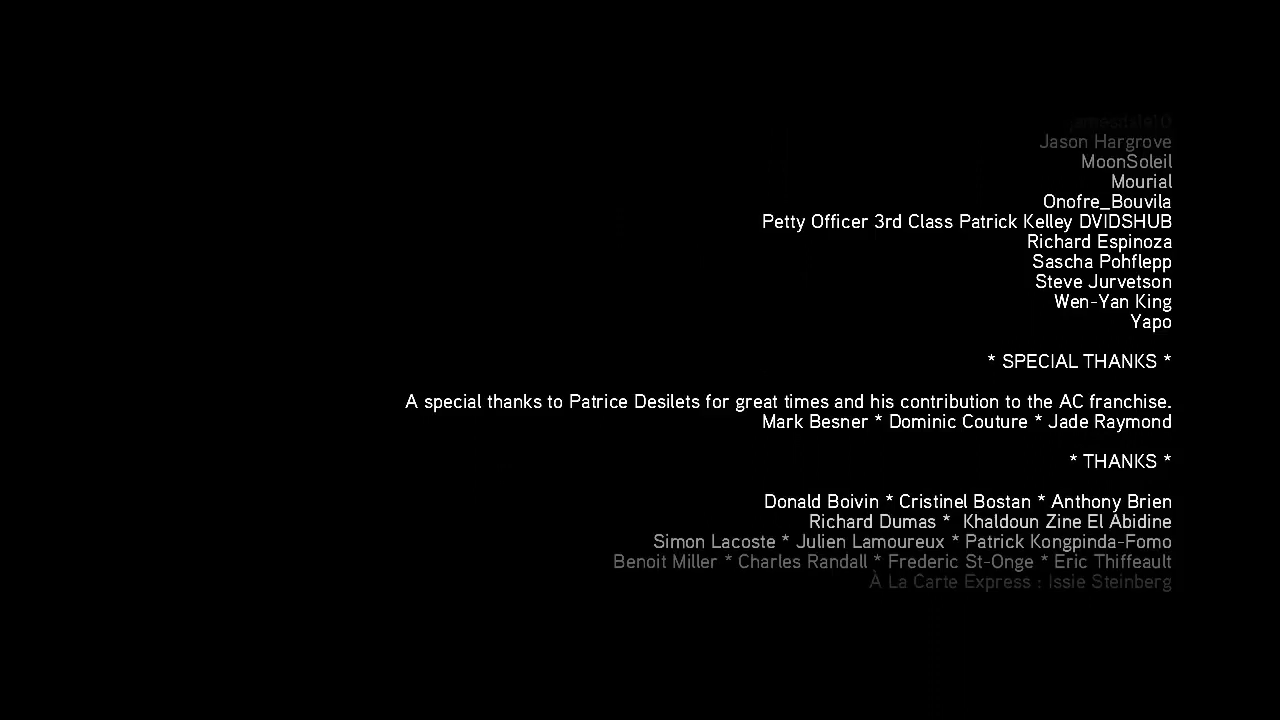 Jason Hargrove
MoonSoleil
Mourial
Onofre_Bouvila
Petty Officer 3rd Class Patrick Kelley DVIDSHUB
Richard Espinoza
Sascha Pohflepp
Steve Jurvetson
Wen-Yan King
Yapo
* SPECIAL THANKS *
A special thanks to Patrice Desilets for great times and his contribution to the AC franchise.
Mark Besner * Dominic Couture * Jade Raymond
* THANKS *
Donald Boivin * Cristinel Bostan * Anthony Brien
Richard Dumas *  Khaldoun Zine El Abidine
Simon Lacoste * Julien Lamoureux * Patrick Kongpinda-Fomo
Benoit Miller * Charles Randall * Frederic St-Onge * Eric Thiffeault
À La Carte Express : Issie Steinberg